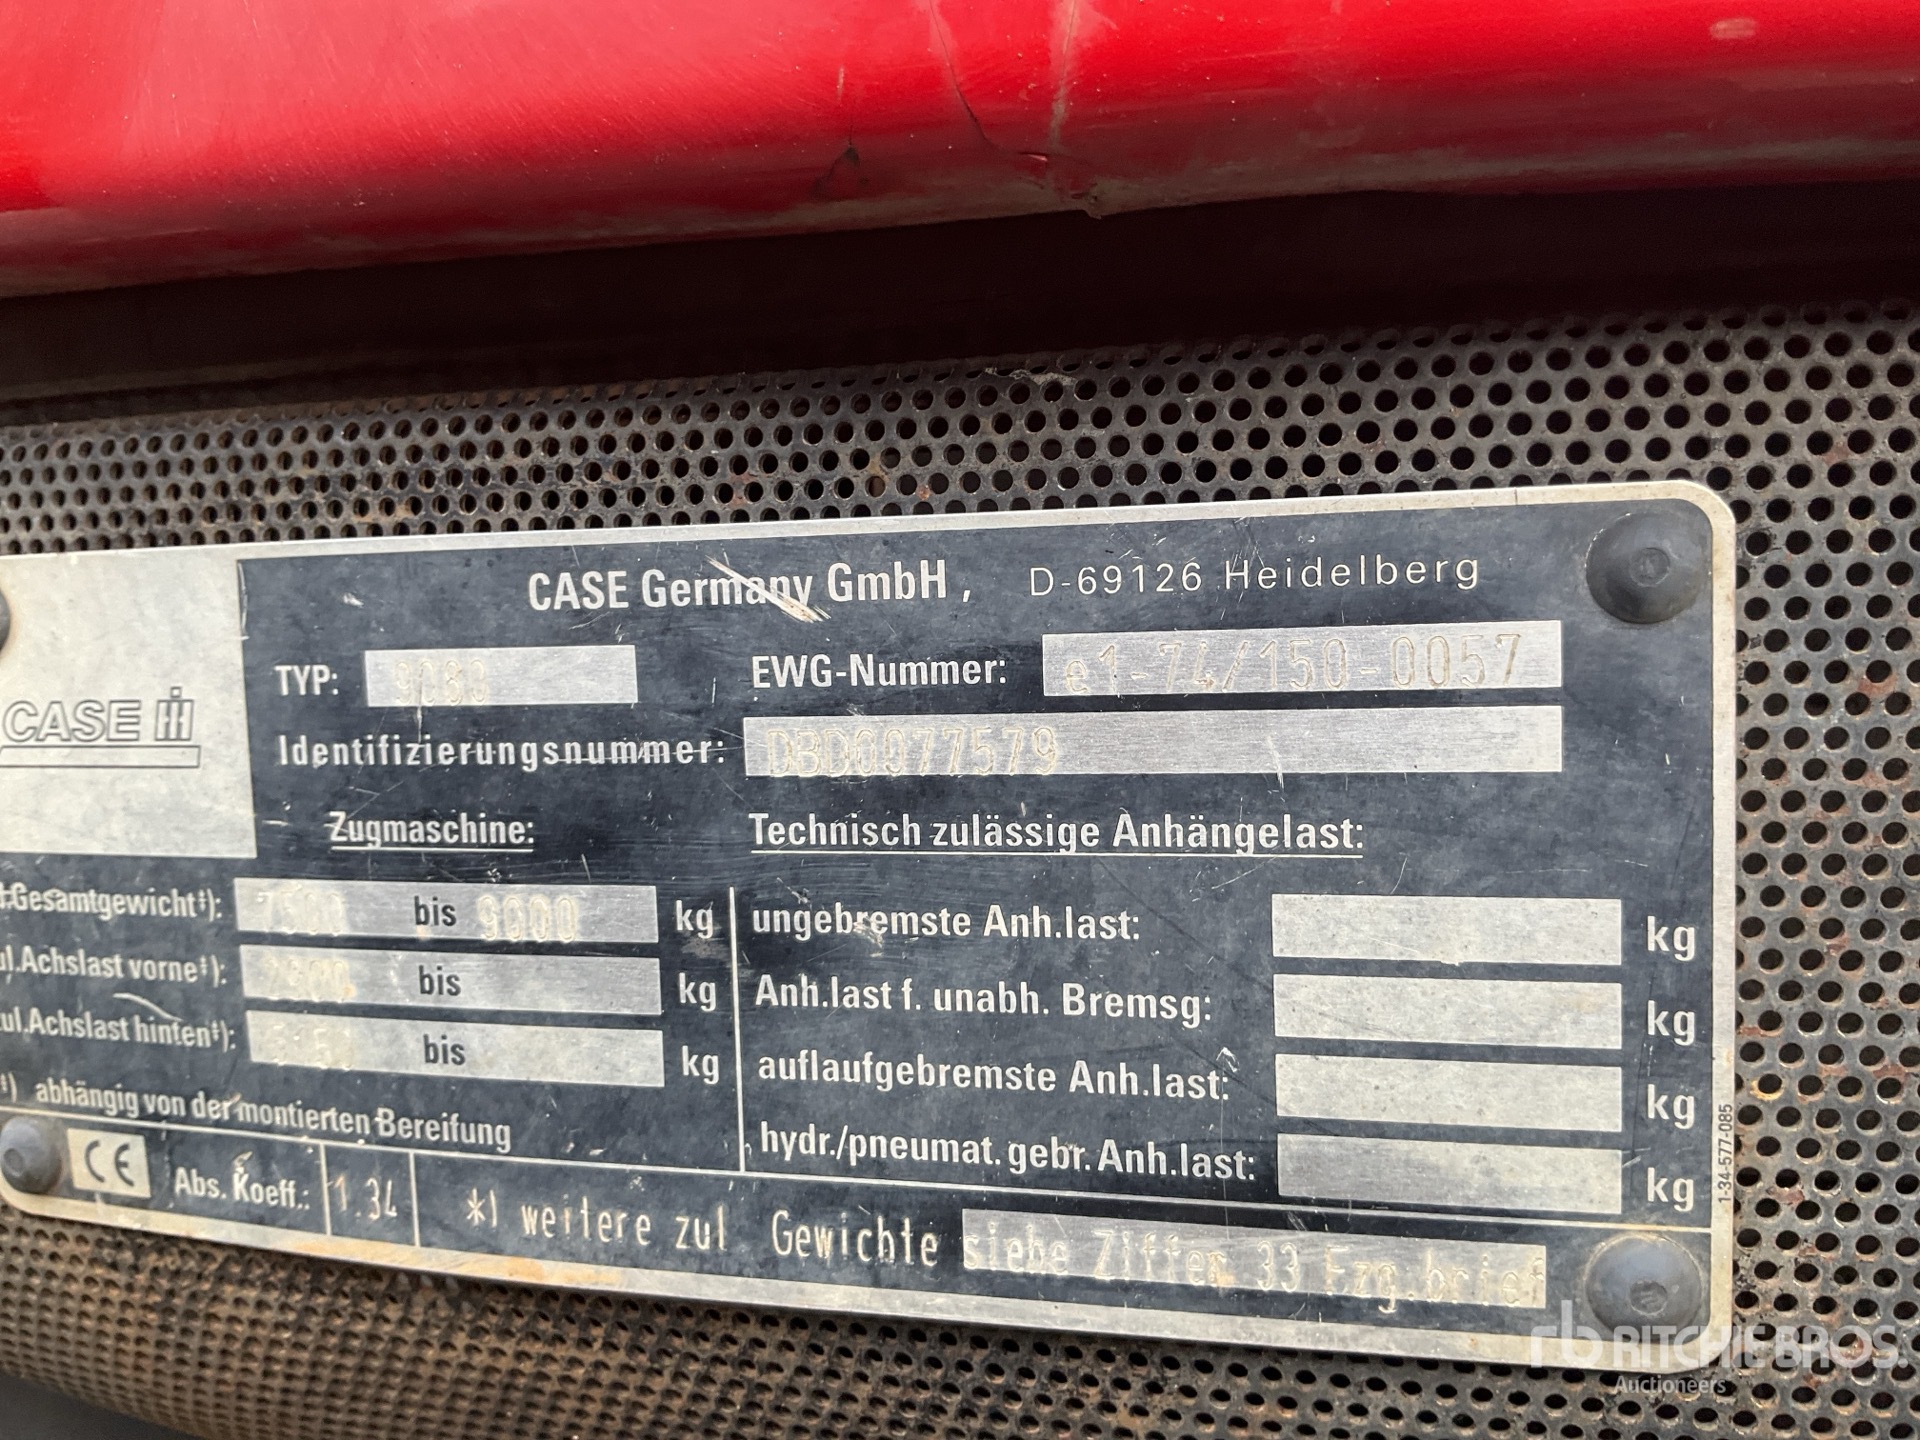 CASE Germany GmbH, D-69126 Heidelberg
TYP: EWG-Nummer: e1-74/150-0057
CASE IH
Identifizierungsnummer: DBD0077579
Zugmaschine: Technisch zulässige Anhängelast:
Gesamtgewicht*): 7500 bis 9000 kg ungebremste Anh.last: kg
ul.Achslast vorne*): bis kg Anh.last f. unabh. Bremsg: kg
ul.Achslast hinten*): bis kg auflaufgebremste Anh.last: kg
*) abhängig von der montierten Bereifung hydr./pneumat. gebr. Anh.last: kg
CE Abs. Koeff.: 1.34 *) weitere zul Gewichte siehe Ziffer 33 Fzg.brief
1-34-577-085
rb RITCHIE BROS.
Auctioneers